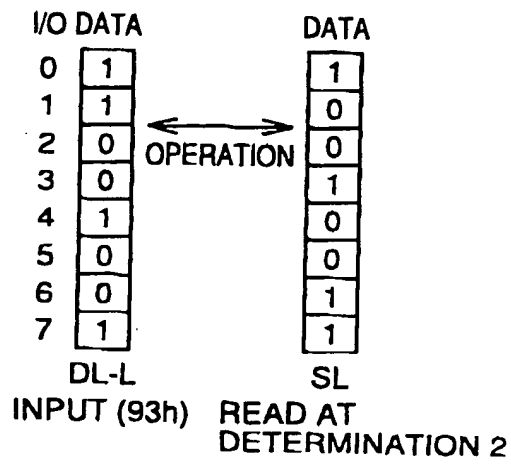 I/O DATA DATA
0 1 1
1 1 0
2 0 0
OPERATION
3 0 1
4 1 0
5 0 0
6 0 1
7 1 1
DL-L SL
INPUT (93h) READ AT
DETERMINATION 2